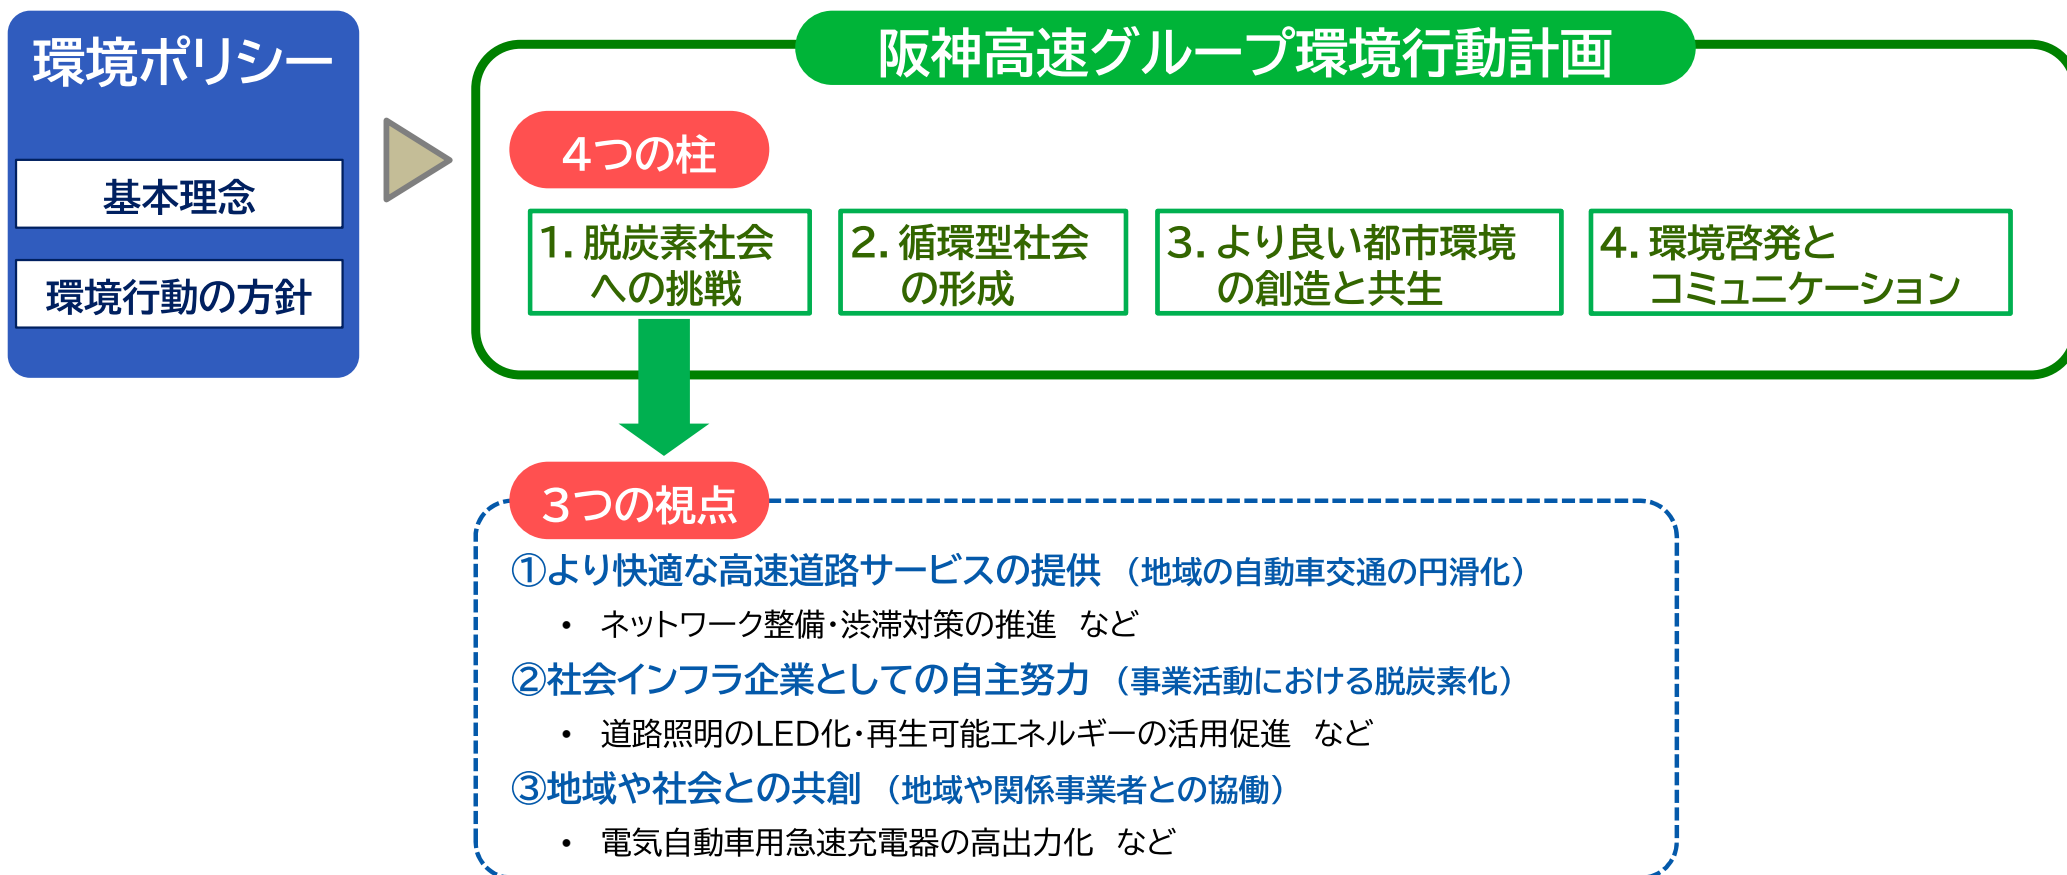 環境ポリシー
基本理念
環境行動の方針
阪神高速グループ環境行動計画
4つの柱
1. 脱炭素社会
への挑戦
2. 循環型社会
の形成
3. より良い都市環境
の創造と共生
4. 環境啓発と
コミュニケーション
3つの視点
①より快適な高速道路サービスの提供（地域の自動車交通の円滑化）
• ネットワーク整備・渋滞対策の推進　など
②社会インフラ企業としての自主努力（事業活動における脱炭素化）
• 道路照明のLED化・再生可能エネルギーの活用促進　など
③地域や社会との共創（地域や関係事業者との協働）
• 電気自動車用急速充電器の高出力化　など